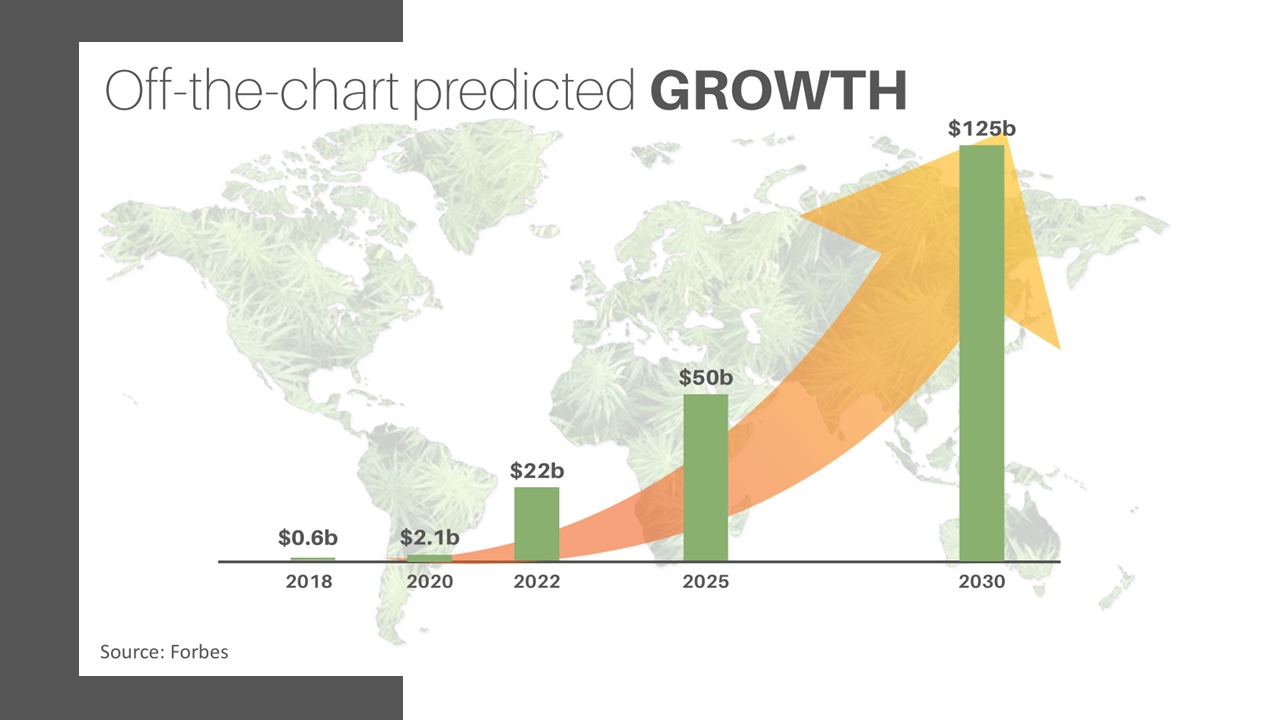 Off-the-chart predicted GROWTH
$125b
$50b
$22b
$0.6b $2.1b
2018 2020 2022 2025 2030
Source: Forbes